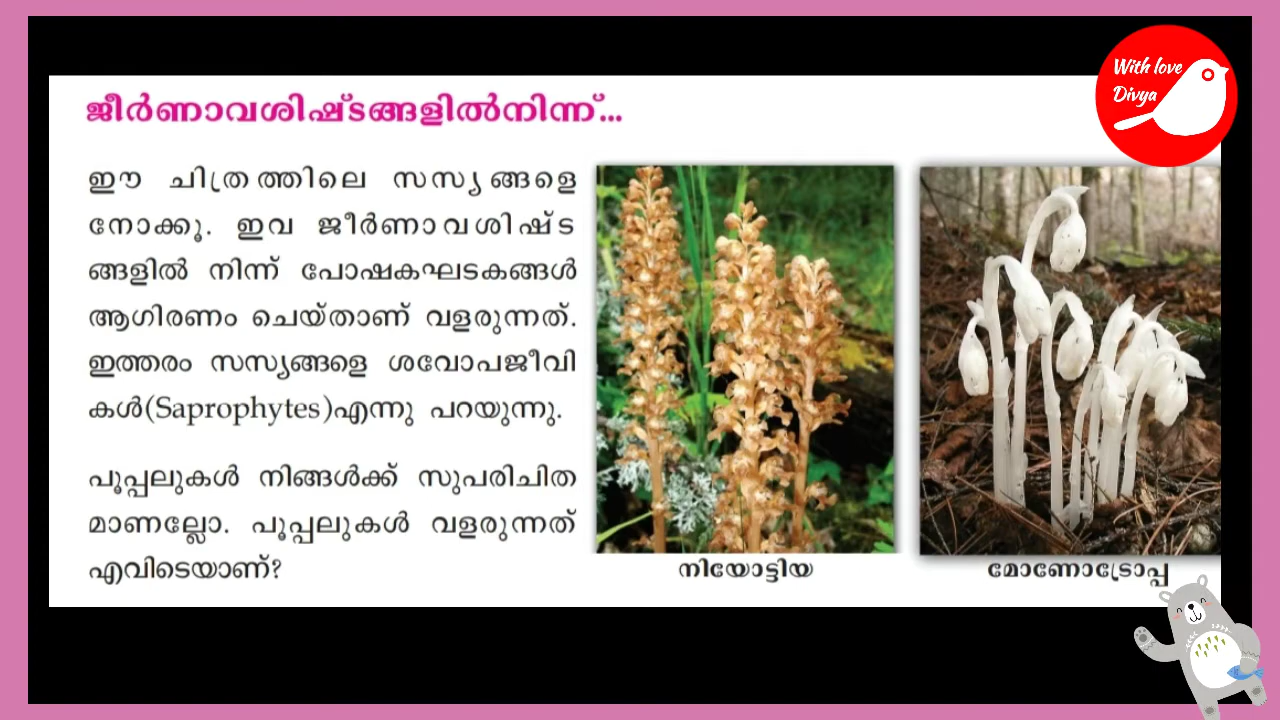 With love
Divya
ജീർണാവശിഷ്ടങ്ങളിൽനിന്ന്...
ഈ ചിത്രത്തിലെ സസ്യങ്ങളെ
നോക്കൂ. ഇവ ജീർണാവശിഷ്ട
ങ്ങളിൽ നിന്ന് പോഷകഘടകങ്ങൾ
ആഗിരണം ചെയ്താണ് വളരുന്നത്.
ഇത്തരം സസ്യങ്ങളെ ശവോപജീവി
കൾ(Saprophytes)എന്നു പറയുന്നു.
പൂപ്പലുകൾ നിങ്ങൾക്ക് സുപരിചിത
മാണല്ലോ. പൂപ്പലുകൾ വളരുന്നത്
എവിടെയാണ്?
നിയോട്ടിയ
മോണോട്രോപ്പ